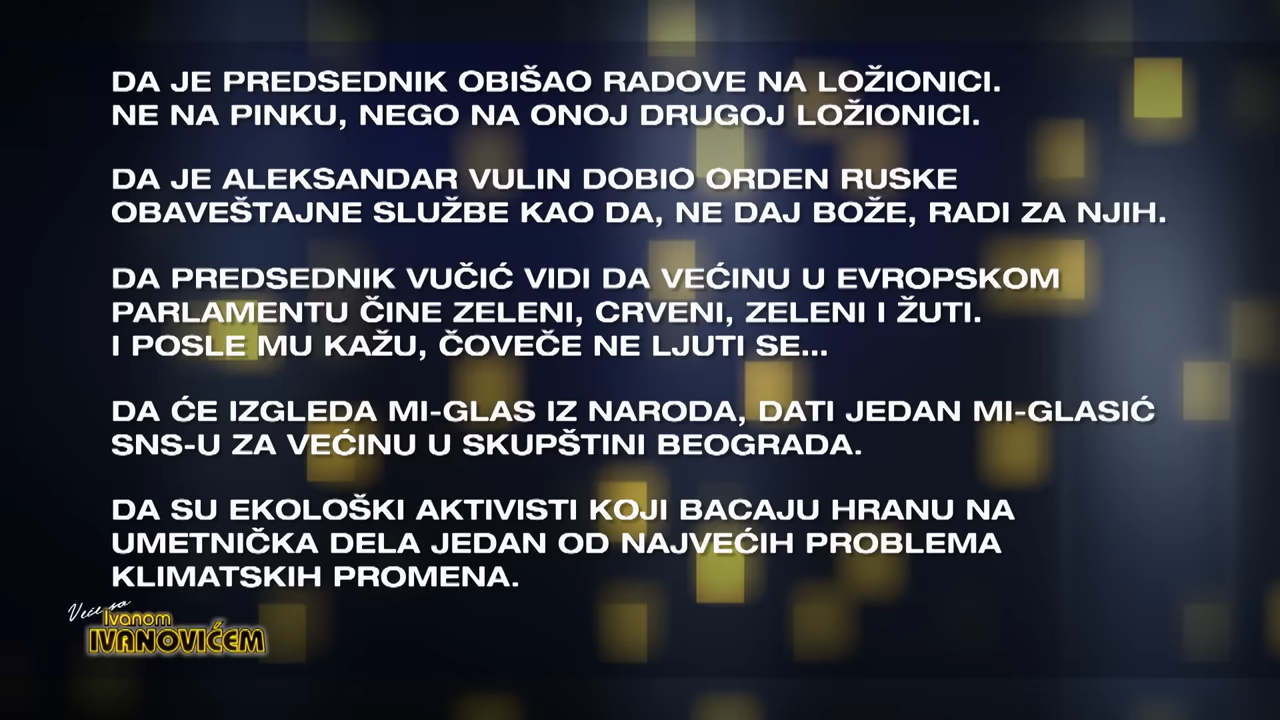 DA JE PREDSEDNIK OBIŠAO RADOVE NA LOŽIONICI.
NE NA PINKU, NEGO NA ONOJ DRUGOJ LOŽIONICI.
DA JE ALEKSANDAR VULIN DOBIO ORDEN RUSKE
OBAVEŠTAJNE SLUŽBE KAO DA, NE DAJ BOŽE, RADI ZA NJIH.
DA PREDSEDNIK VUČIĆ VIDI DA VEĆINU U EVROPSKOM
PARLAMENTU ČINE ZELENI, CRVENI, ZELENI I ŽUTI.
I POSLE MU KAŽU, ČOVEČE NE LJUTI SE...
DA ĆE IZGLEDA MI-GLAS IZ NARODA, DATI JEDAN MI-GLASIĆ
SNS-U ZA VEĆINU U SKUPŠTINI BEOGRADA.
DA SU EKOLOŠKI AKTIVISTI KOJI BACAJU HRANU NA
UMETNIČKA DELA JEDAN OD NAJVEĆIH PROBLEMA
KLIMATSKIH PROMENA.
Veče sa
Ivanom
IVANOVIĆEM